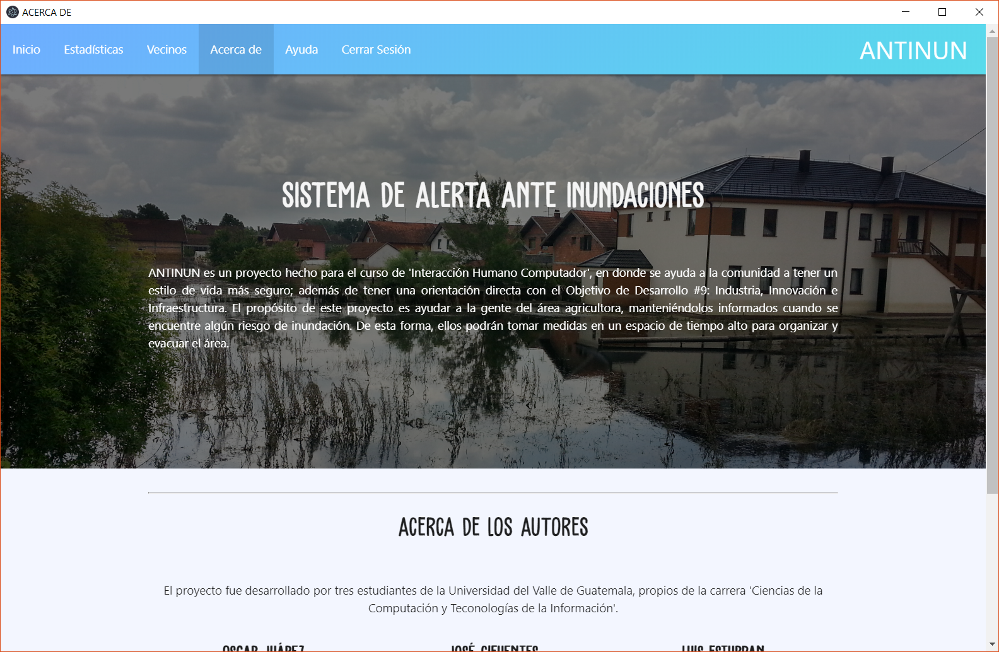 ACERCA DE
Inicio Estadísticas Vecinos Acerca de Ayuda Cerrar Sesión ANTINUN
SISTEMA DE ALERTA ANTE INUNDACIONES
ANTINUN es un proyecto hecho para el curso de 'Interacción Humano Computador', en donde se ayuda a la comunidad a tener un
estilo de vida más seguro; además de tener una orientación directa con el Objetivo de Desarrollo #9: Industria, Innovación e
Infraestructura. El propósito de este proyecto es ayudar a la gente del área agricultora, manteniéndolos informados cuando se
encuentre algún riesgo de inundación. De esta forma, ellos podrán tomar medidas en un espacio de tiempo alto para organizar y
evacuar el área.
ACERCA DE LOS AUTORES
El proyecto fue desarrollado por tres estudiantes de la Universidad del Valle de Guatemala, propios de la carrera 'Ciencias de la
Computación y Teconologías de la Información'.
OSCAR JUÁREZ JOSÉ CIFUENTES LUIS ESTURBAN